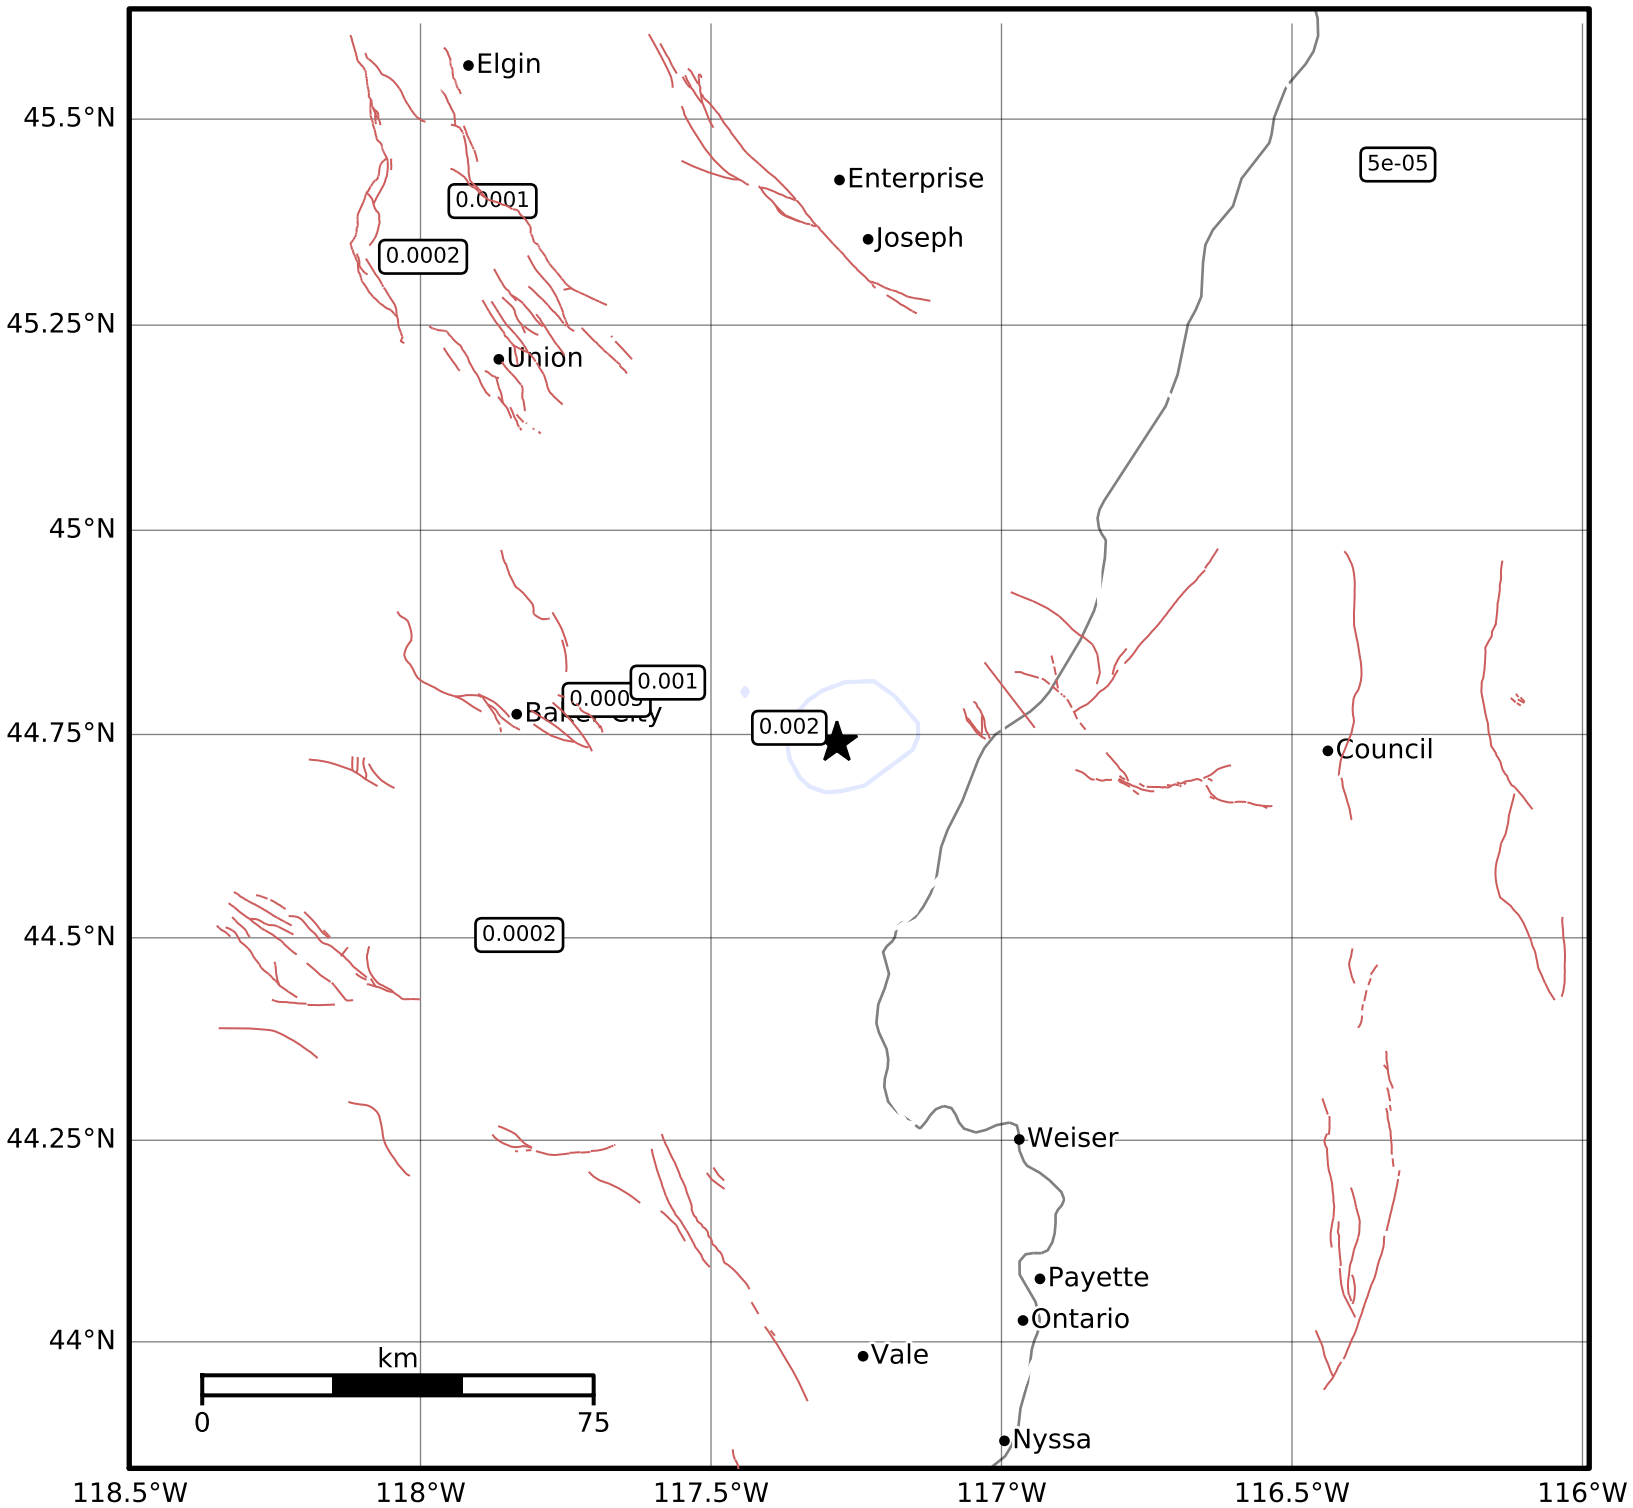 Elgin
45.5°N
5e-05
Enterprise
0.0001
Joseph
0.0002
45.25°N
Union
45°N
0.001
Baker City
0.002
44.75°N
Council
0.0002
44.5°N
44.25°N
Weiser
Payette
Ontario
44°N
Vale
km
0 75
Nyssa
118.5°W 118°W 117.5°W 117°W 116.5°W 116°W